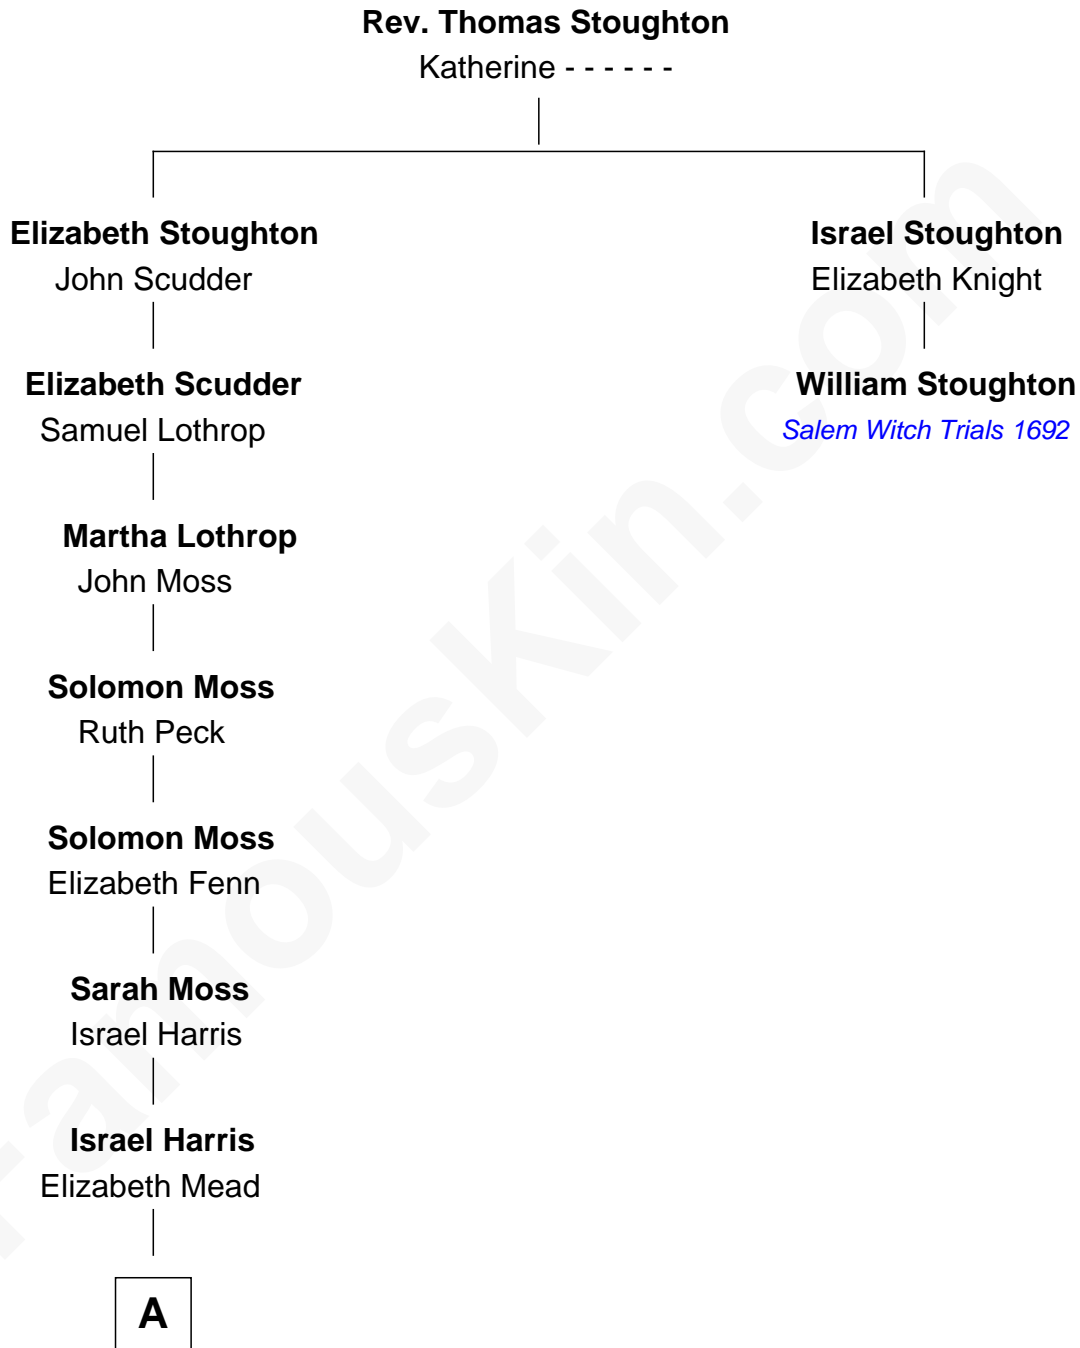 Rev. Thomas Stoughton
Katherine - - - - - -
Elizabeth Stoughton
John Scudder
Israel Stoughton
Elizabeth Knight
Elizabeth Scudder
Samuel Lothrop
William Stoughton
Salem Witch Trials 1692
Martha Lothrop
John Moss
Solomon Moss
Ruth Peck
Solomon Moss
Elizabeth Fenn
Sarah Moss
Israel Harris
Israel Harris
Elizabeth Mead
A
FamousKin.com